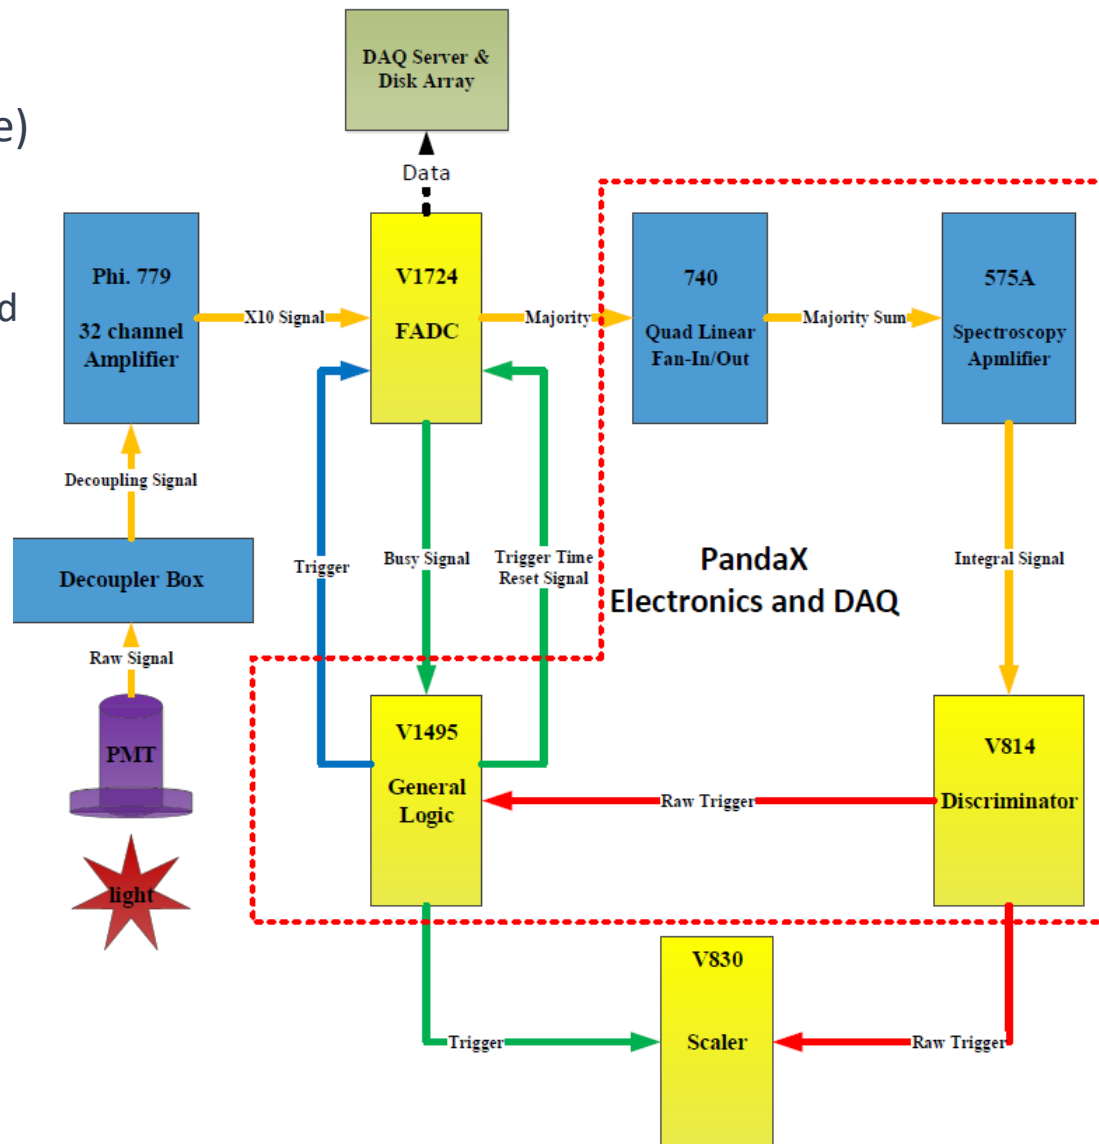 DAQ Server &
Disk Array
e)
Data
Phi. 779
32 channel
Amplifier
X10 Signal
V1724
FADC
Majority
740
Quad Linear
Fan-In/Out
Majority Sum
575A
Spectroscopy
Apmlifier
d
Decoupling Signal
Decoupler Box
Trigger
Busy Signal
Trigger Time
Reset Signal
PandaX
Electronics and DAQ
Integral Signal
Raw Signal
PMT
light
V1495
General
Logic
Raw Trigger
V814
Discriminator
V830
Scaler
Trigger
Raw Trigger